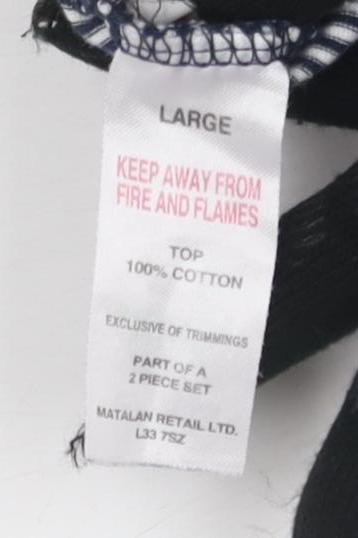 LARGE
KEEP AWAY FROM
FIRE AND FLAMES
TOP
100% COTTON
EXCLUSIVE OF TRIMMINGS
PART OF A
2 PIECE SET
MATALAN RETAIL LTD.
L33 7SZ